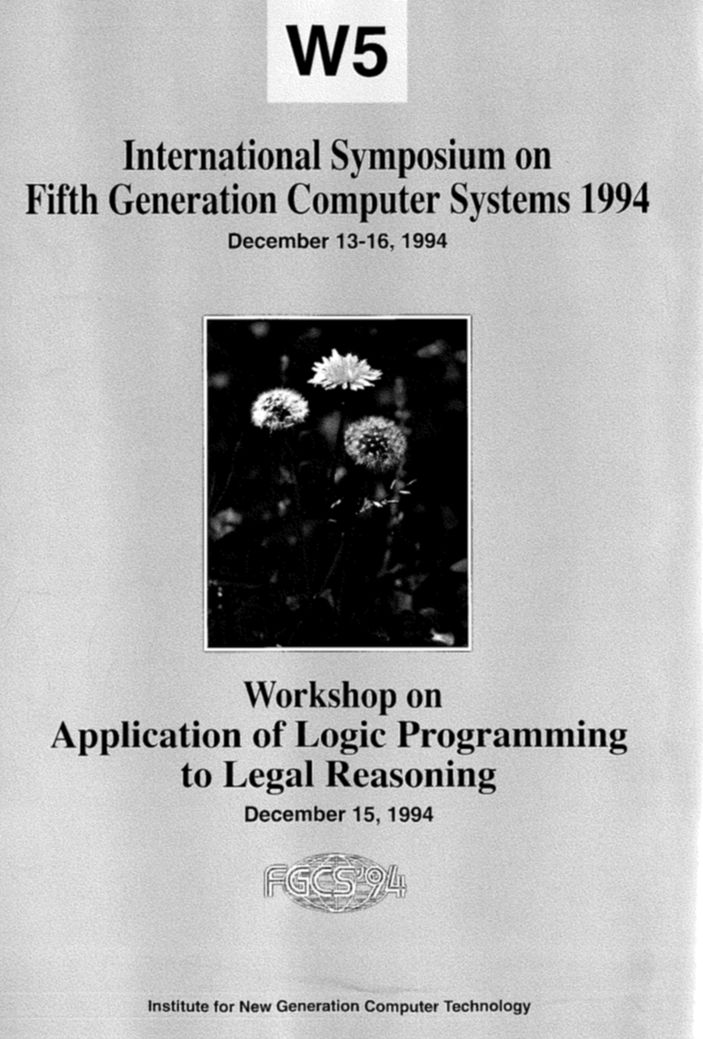 W5
International Symposium on
Fifth Generation Computer Systems 1994
December 13-16, 1994
Workshop on
Application of Logic Programming
to Legal Reasoning
December 15, 1994
FGCS'94
Institute for New Generation Computer Technology